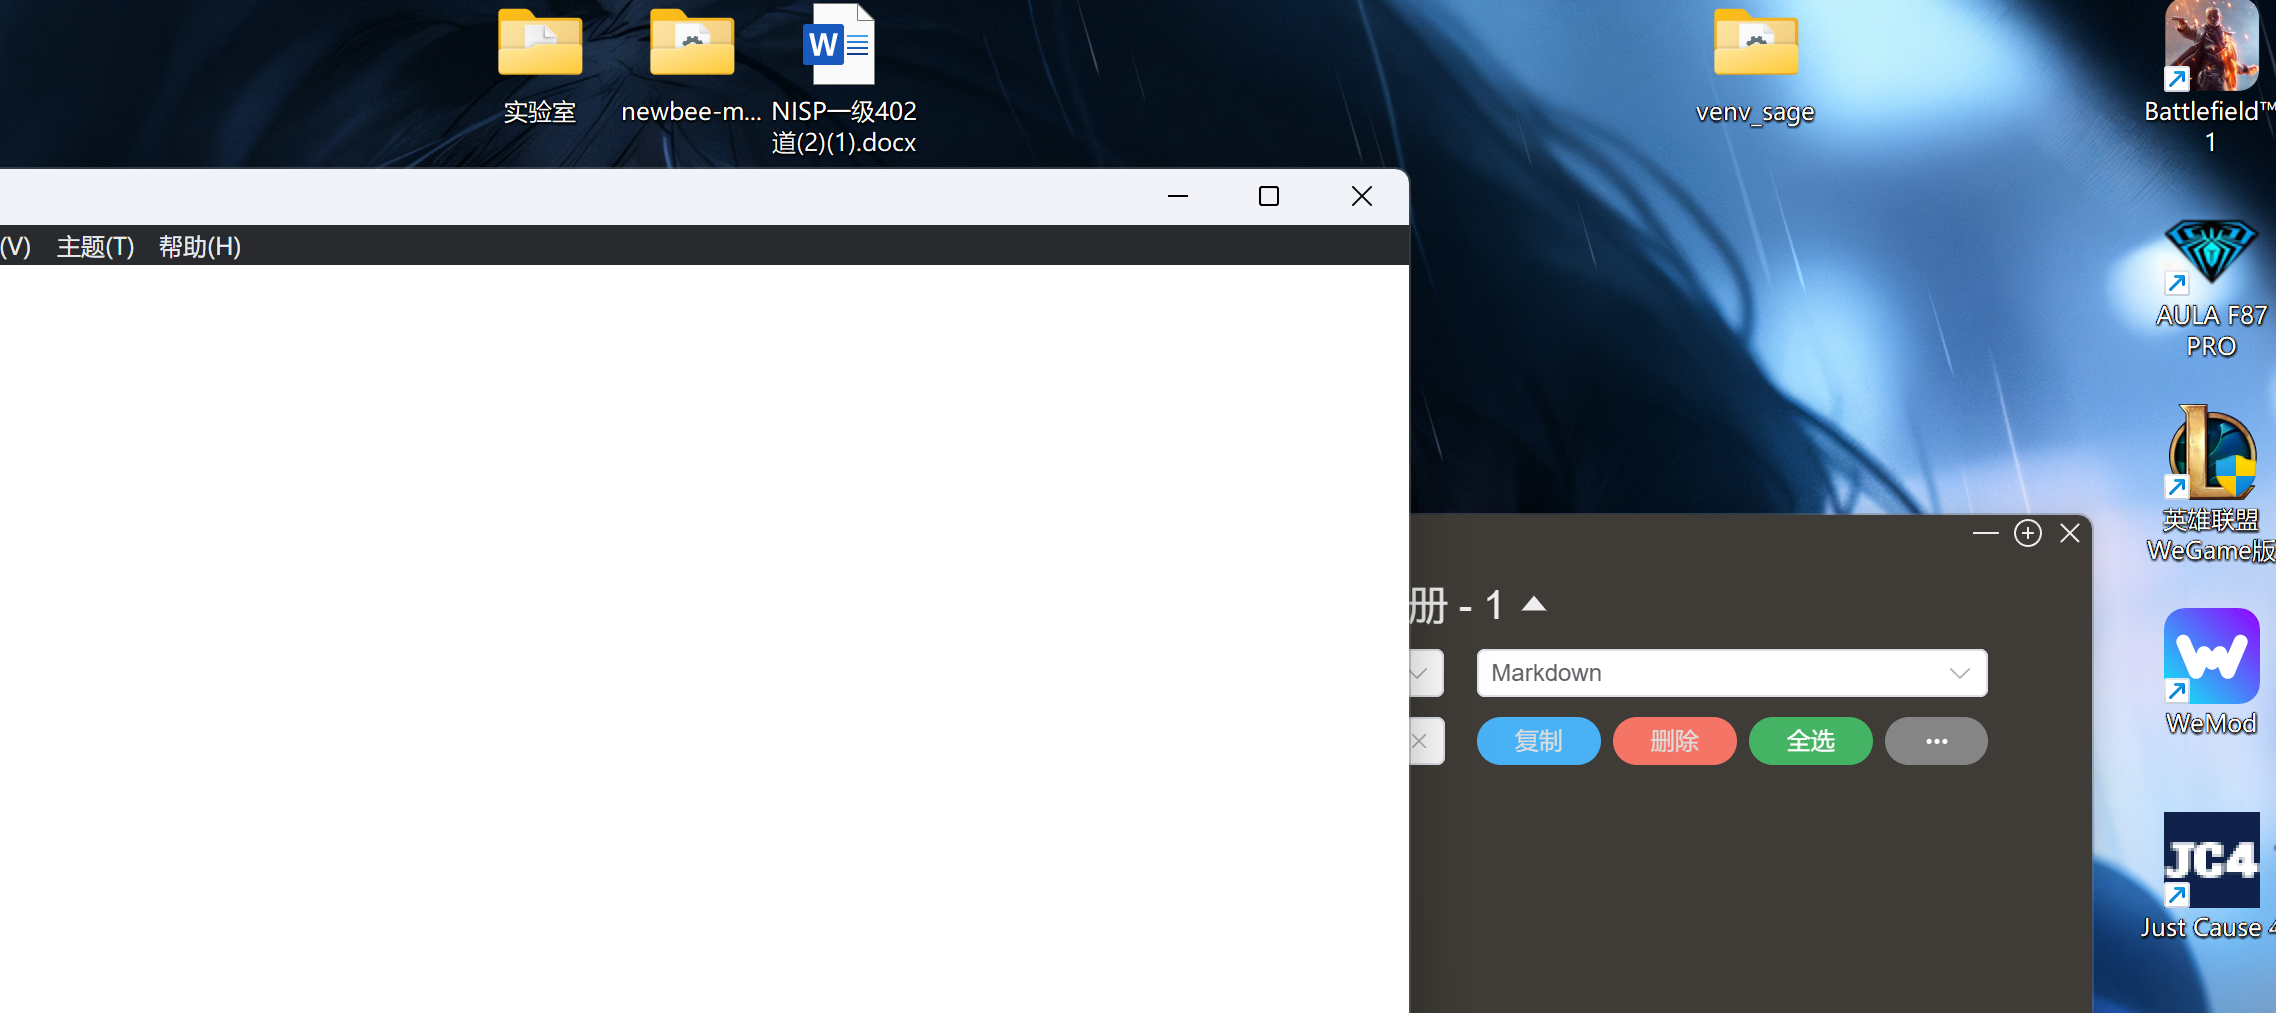 实验室
newbee-m...
NISP一级402
道(2)(1).docx
venv_sage
Battlefield™
1
(V) 主题(T) 帮助(H)
AULA F87
PRO
英雄联盟
WeGame版
册 - 1
Markdown
复制 删除 全选 ...
WeMod
JC4
Just Cause 4